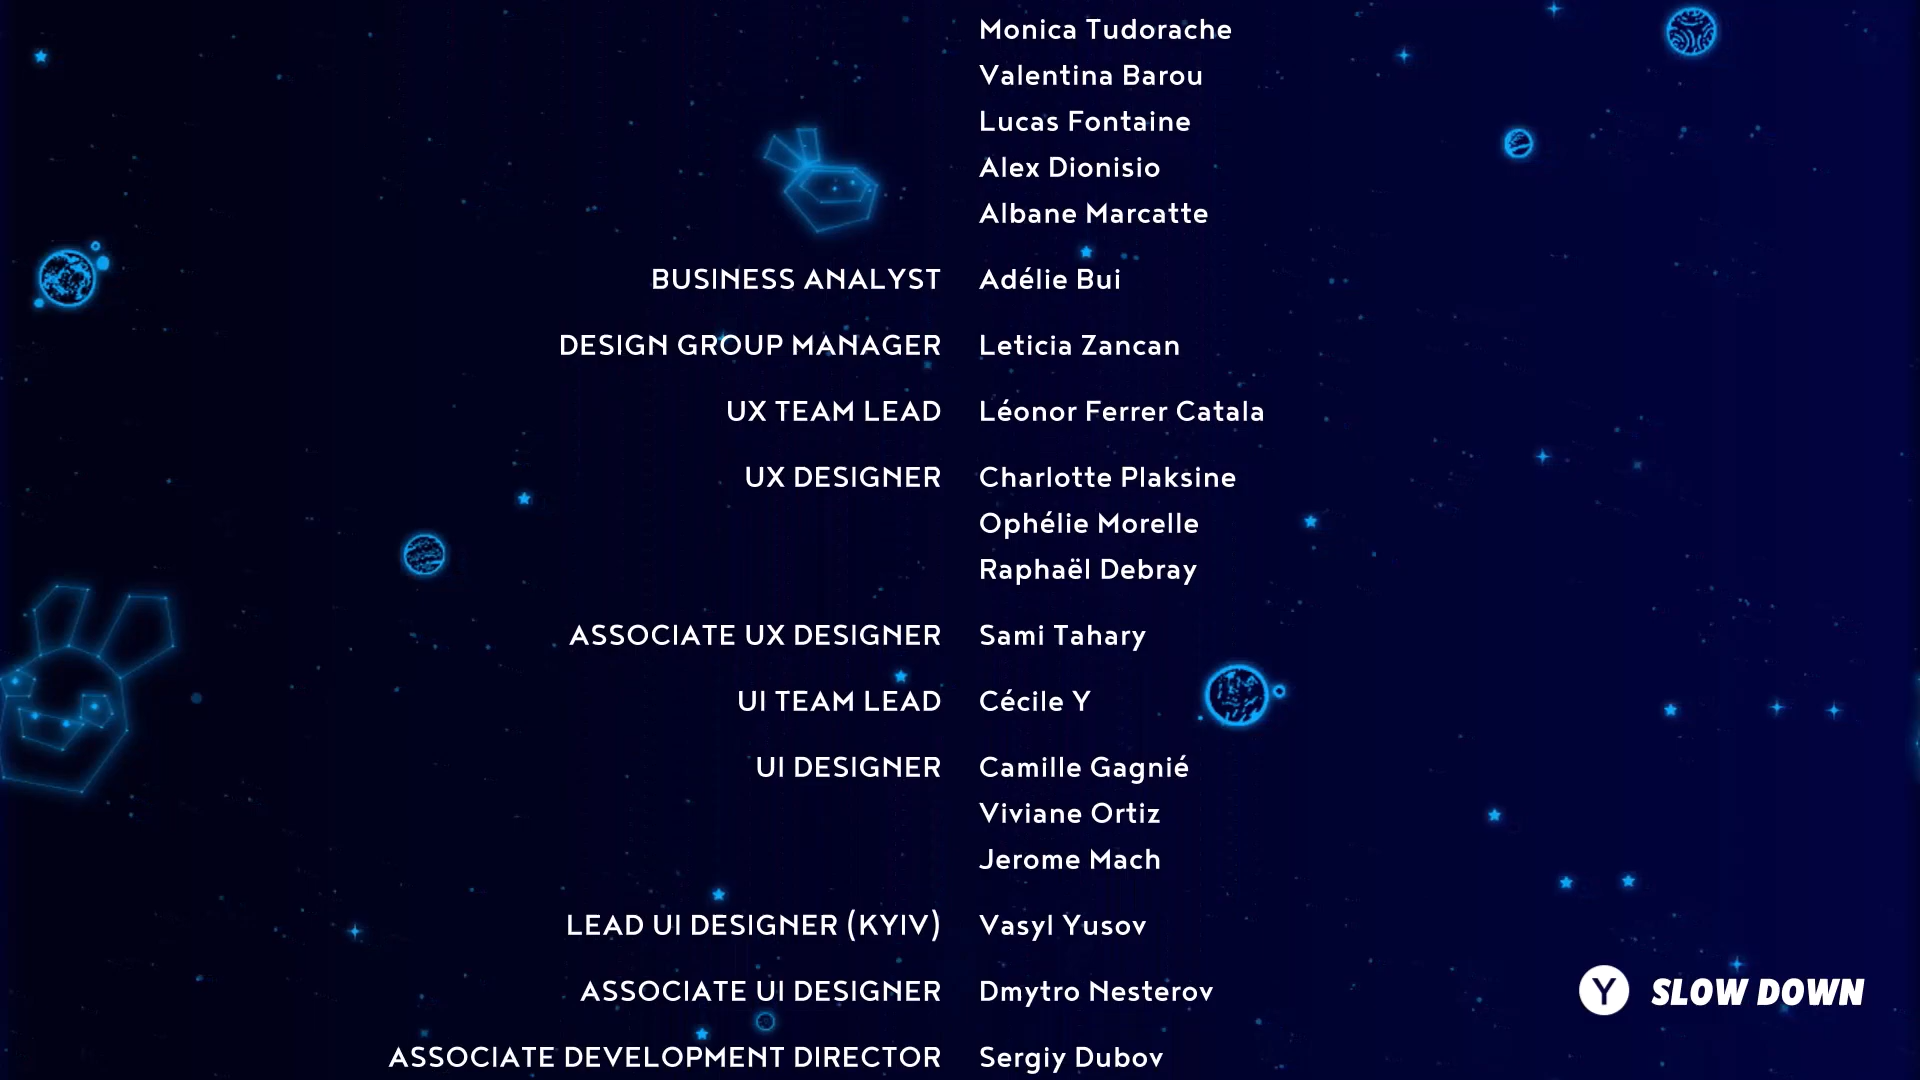 Monica Tudorache
Valentina Barou
Lucas Fontaine
Alex Dionisio
Albane Marcatte
BUSINESS ANALYST Adélie Bui
DESIGN GROUP MANAGER Leticia Zancan
UX TEAM LEAD Léonor Ferrer Catala
UX DESIGNER Charlotte Plaksine
Ophélie Morelle
Raphaël Debray
ASSOCIATE UX DESIGNER Sami Tahary
UI TEAM LEAD Cécile Y
UI DESIGNER Camille Gagnié
Viviane Ortiz
Jerome Mach
LEAD UI DESIGNER (KYIV) Vasyl Yusov
ASSOCIATE UI DESIGNER Dmytro Nesterov
Y SLOW DOWN
ASSOCIATE DEVELOPMENT DIRECTOR Sergiy Dubov